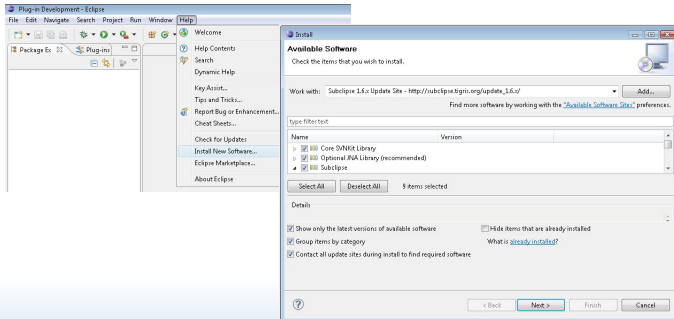 Plug-in Development - Eclipse
File Edit Navigate Search Project Run Window Help
Package Ex
Plug-ins
Welcome
Help Contents
Search
Dynamic Help
Key Assist...
Tips and Tricks...
Report Bug or Enhancement...
Cheat Sheets...
Check for Updates
Install New Software...
Eclipse Marketplace...
About Eclipse
Install
Available Software
Check the items that you wish to install.
Work with: Subclipse 1.6.x Update Site - http://subclipse.tigris.org/update_1.6.x/ Add...
Find more software by working with the "Available Software Sites" preferences.
type filter text
Name Version
Core SVNKit Library
Optional JNA Library (recommended)
Subclipse
Select All Deselect All 9 items selected
Details
Show only the latest versions of available software Hide items that are already installed
Group items by category What is already installed?
Contact all update sites during install to find required software
? < Back Next > Finish Cancel